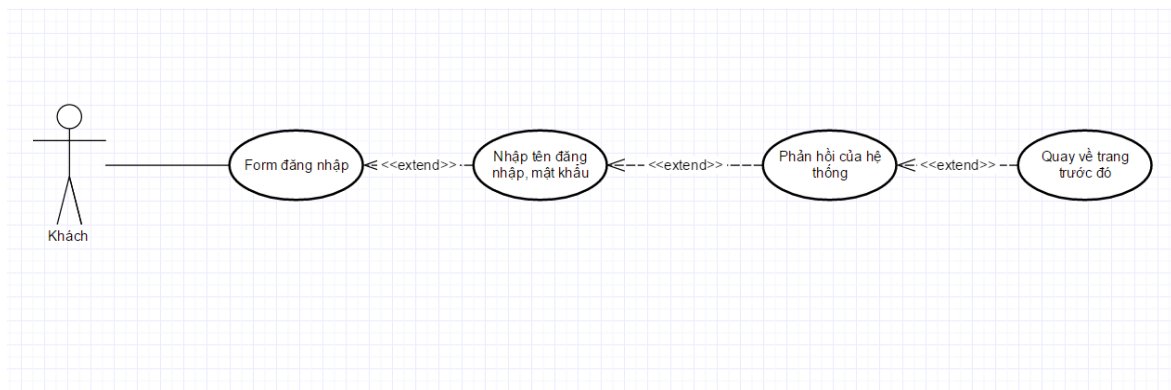 Khách
Form đăng nhập
<<extend>>
Nhập tên đăng
nhập, mật khẩu
<<extend>>
Phản hồi của hệ
thống
<<extend>>
Quay về trang
trước đó